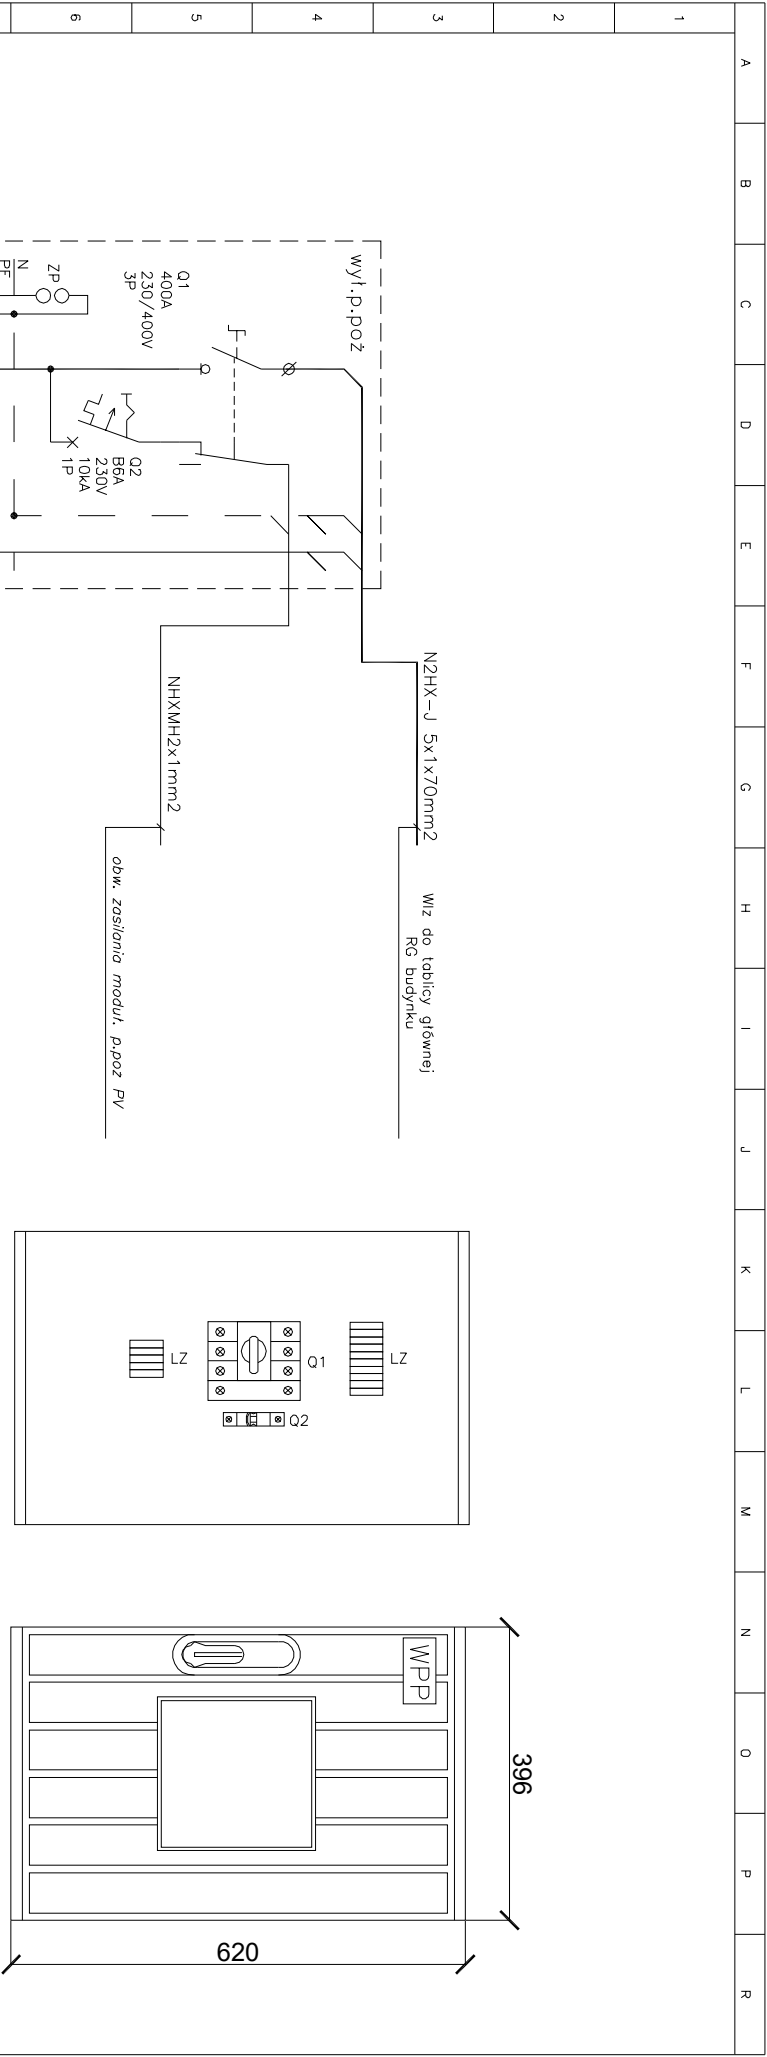 A
B
C
D
E
F
G
H
I
J
K
L
M
N
O
P
R
1
2
3
4
5
6
wył.p.poż
Q1
400A
230/400V
3P
ZP
N
Q2
B6A
230V
10kA
1P
N2HX-J 5x1x70mm2
Wlz do tablicy głównej
RG budynku
NHXMH2x1mm2
obw. zasilania moduł. p.poz PV
LZ
Q1
Q2
LZ
WPP
396
620